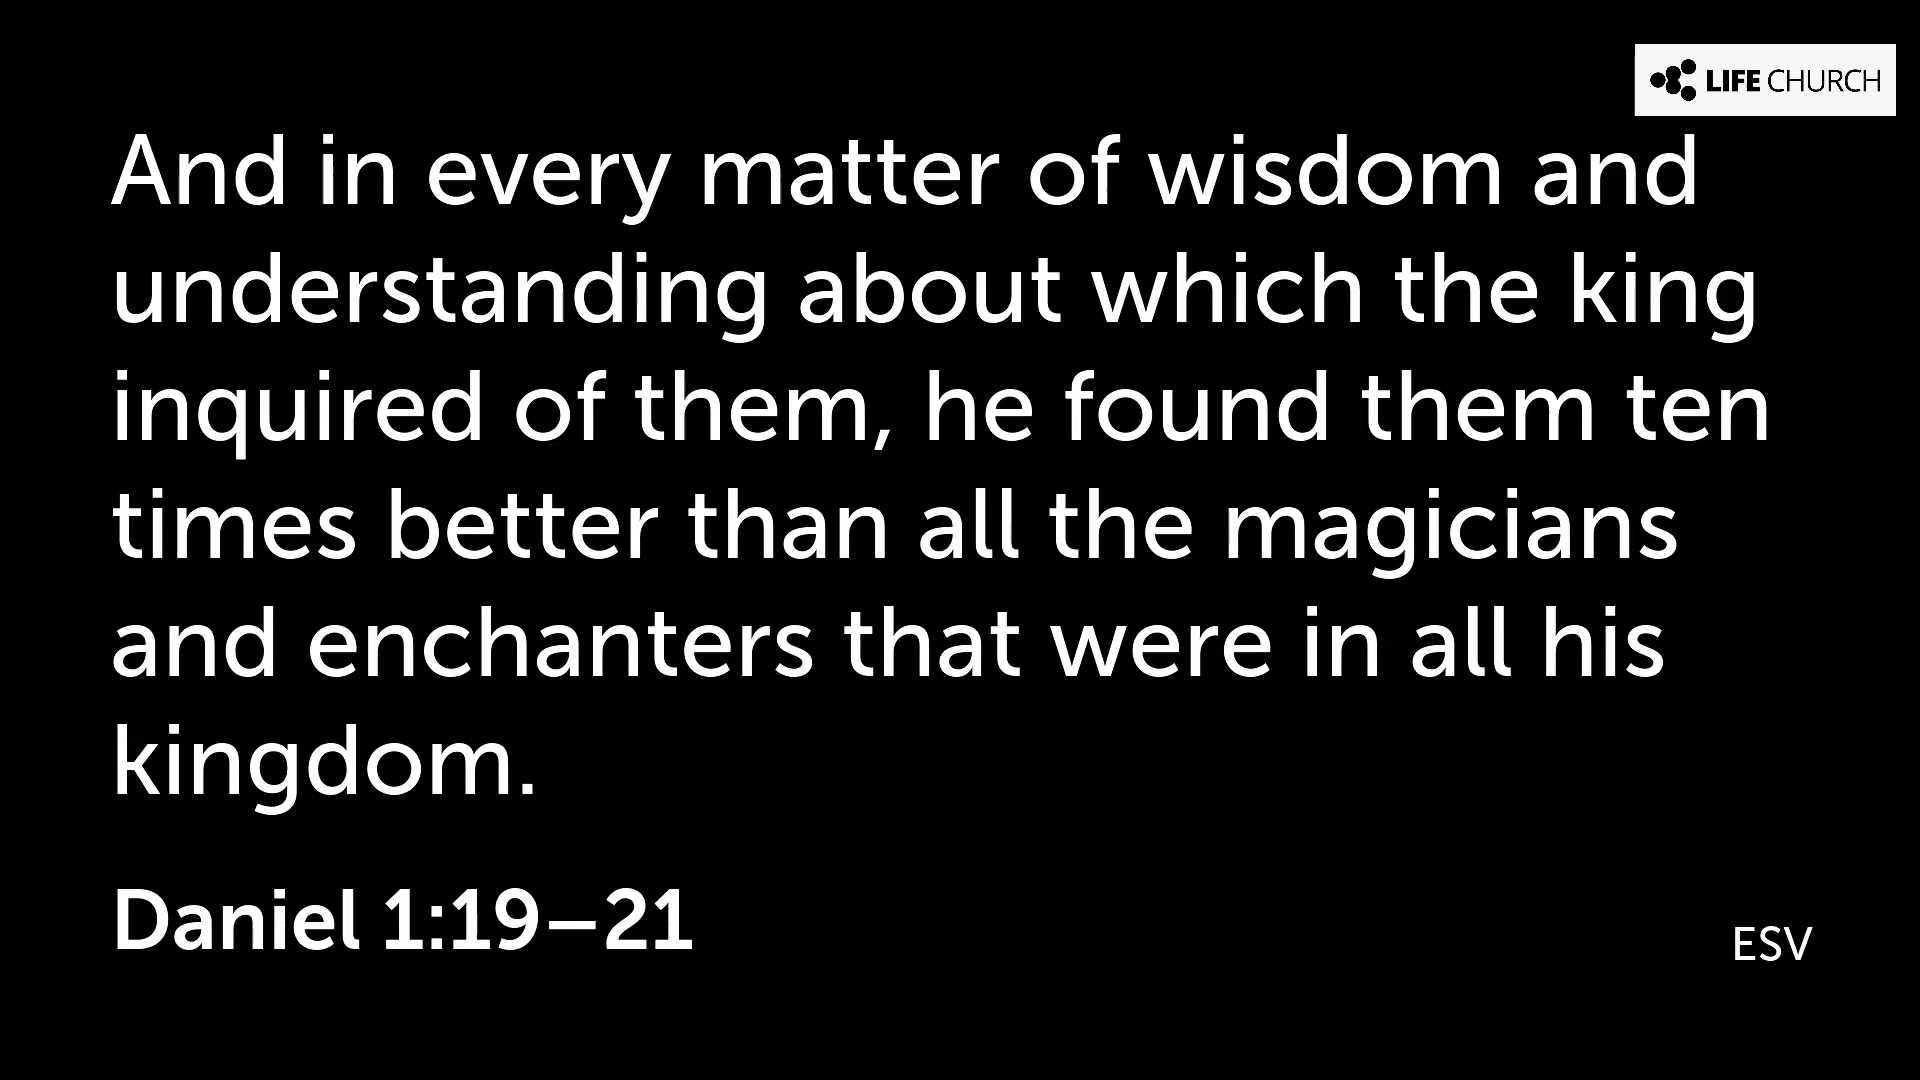 LIFE CHURCH
And in every matter of wisdom and
understanding about which the king
inquired of them, he found them ten
times better than all the magicians
and enchanters that were in all his
kingdom.
Daniel 1:19–21
ESV